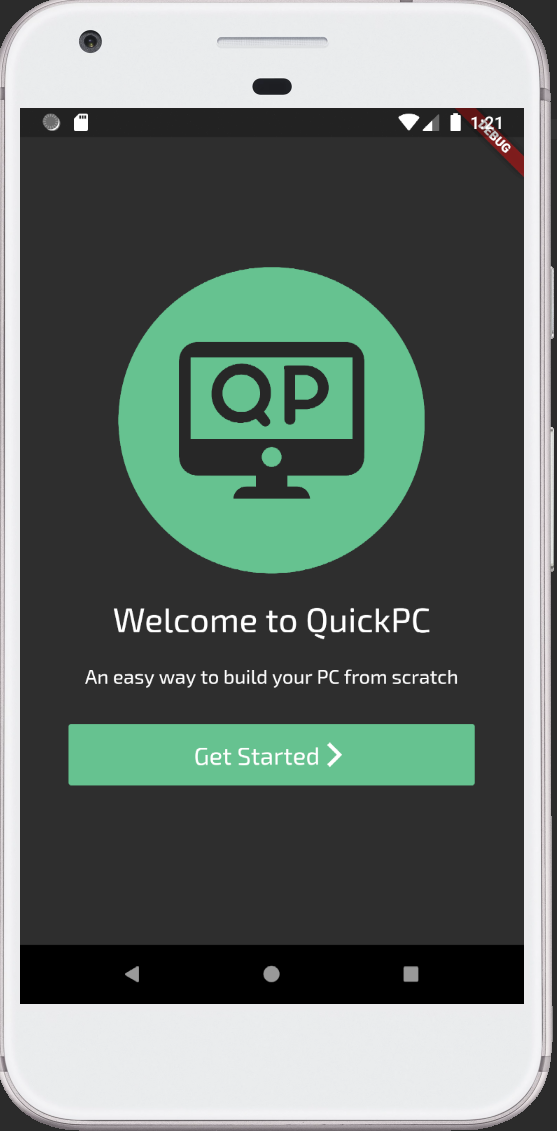 1:21
DEBUG
QP
Welcome to QuickPC
An easy way to build your PC from scratch
Get Started